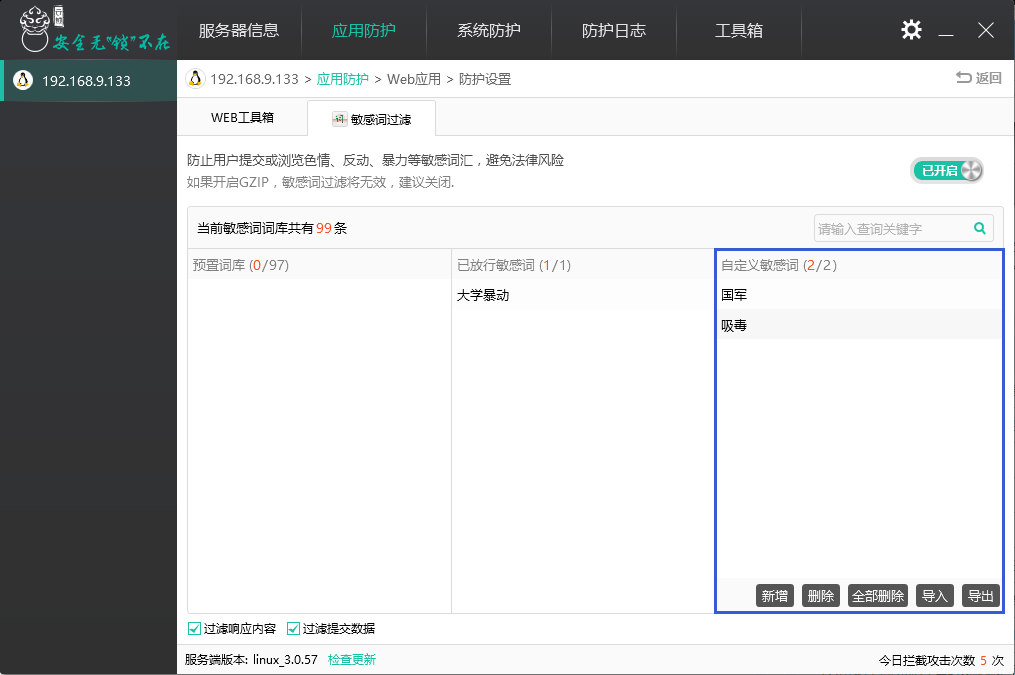 安全无"锁"不在
服务器信息
应用防护
系统防护
防护日志
工具箱
192.168.9.133
192.168.9.133 > 应用防护 > Web应用 > 防护设置
返回
WEB工具箱
敏感词过滤
防止用户提交或浏览色情、反动、暴力等敏感词汇，避免法律风险
如果开启GZIP，敏感词过滤将无效，建议关闭.
已开启
当前敏感词词库共有99条
请输入查询关键字
预置词库 (0/97)
已放行敏感词 (1/1)
自定义敏感词 (2/2)
大学暴动
国军
吸毒
新增
删除
全部删除
导入
导出
过滤响应内容
过滤提交数据
服务端版本: linux_3.0.57
检查更新
今日拦截攻击次数 5 次